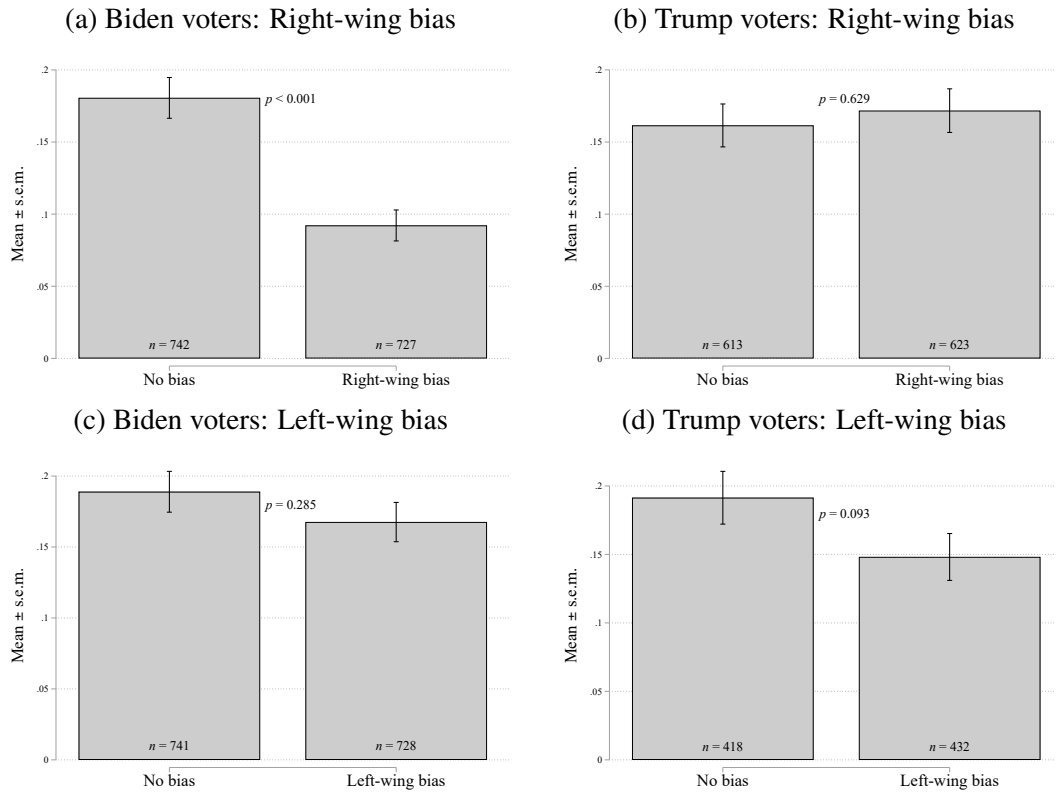 (a) Biden voters: Right-wing bias
Mean ± s.e.m.
.2
.15
.1
.05
0
p < 0.001
n = 742
n = 727
No bias
Right-wing bias
(b) Trump voters: Right-wing bias
Mean ± s.e.m.
.2
.15
.1
.05
0
p = 0.629
n = 613
n = 623
No bias
Right-wing bias
(c) Biden voters: Left-wing bias
Mean ± s.e.m.
.2
.15
.1
.05
0
p = 0.285
n = 741
n = 728
No bias
Left-wing bias
(d) Trump voters: Left-wing bias
Mean ± s.e.m.
.2
.15
.1
.05
0
p = 0.093
n = 418
n = 432
No bias
Left-wing bias